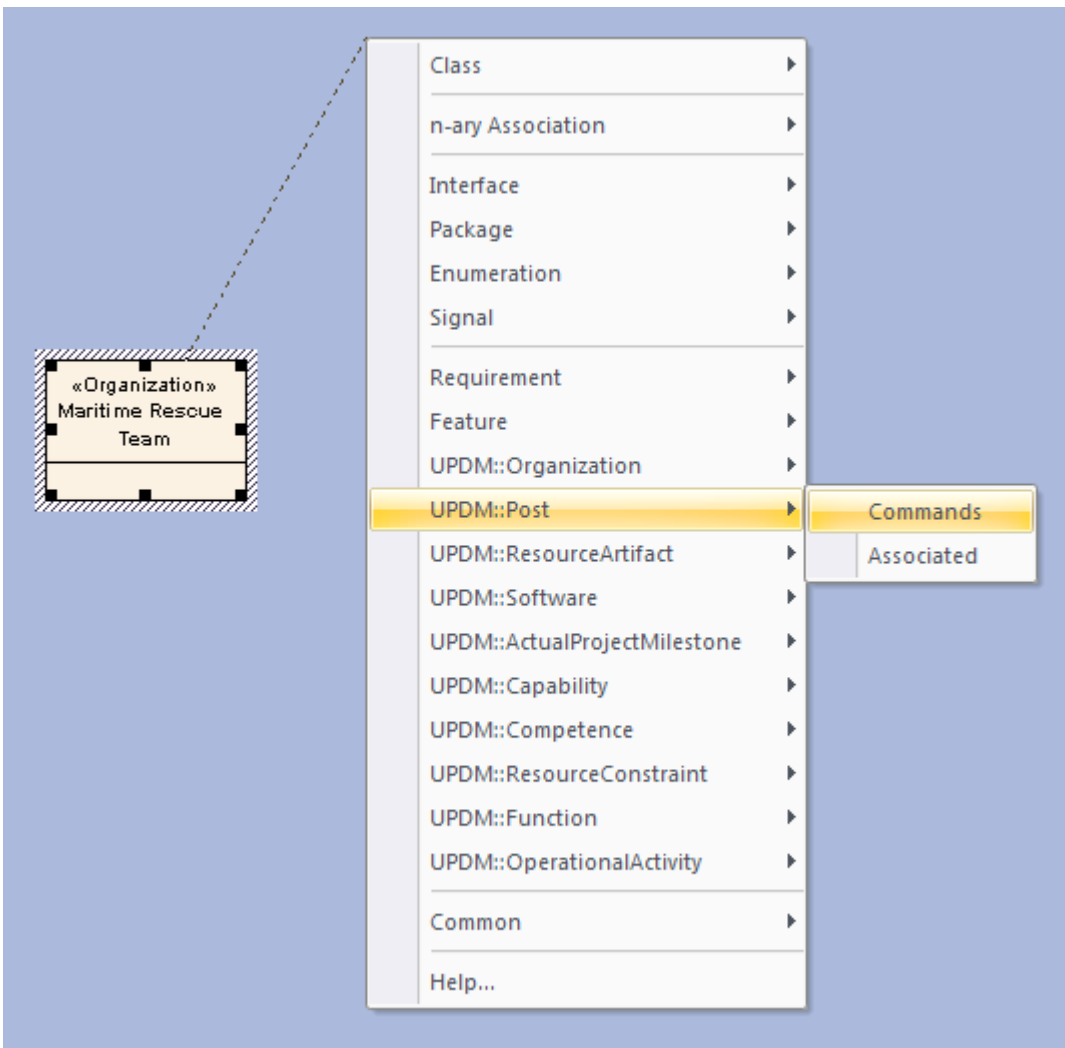 «Organization»
Maritime Rescue
Team
Class
n-ary Association
Interface
Package
Enumeration
Signal
Requirement
Feature
UPDM::Organization
UPDM::Post
Commands
Associated
UPDM::ResourceArtifact
UPDM::Software
UPDM::ActualProjectMilestone
UPDM::Capability
UPDM::Competence
UPDM::ResourceConstraint
UPDM::Function
UPDM::OperationalActivity
Common
Help...